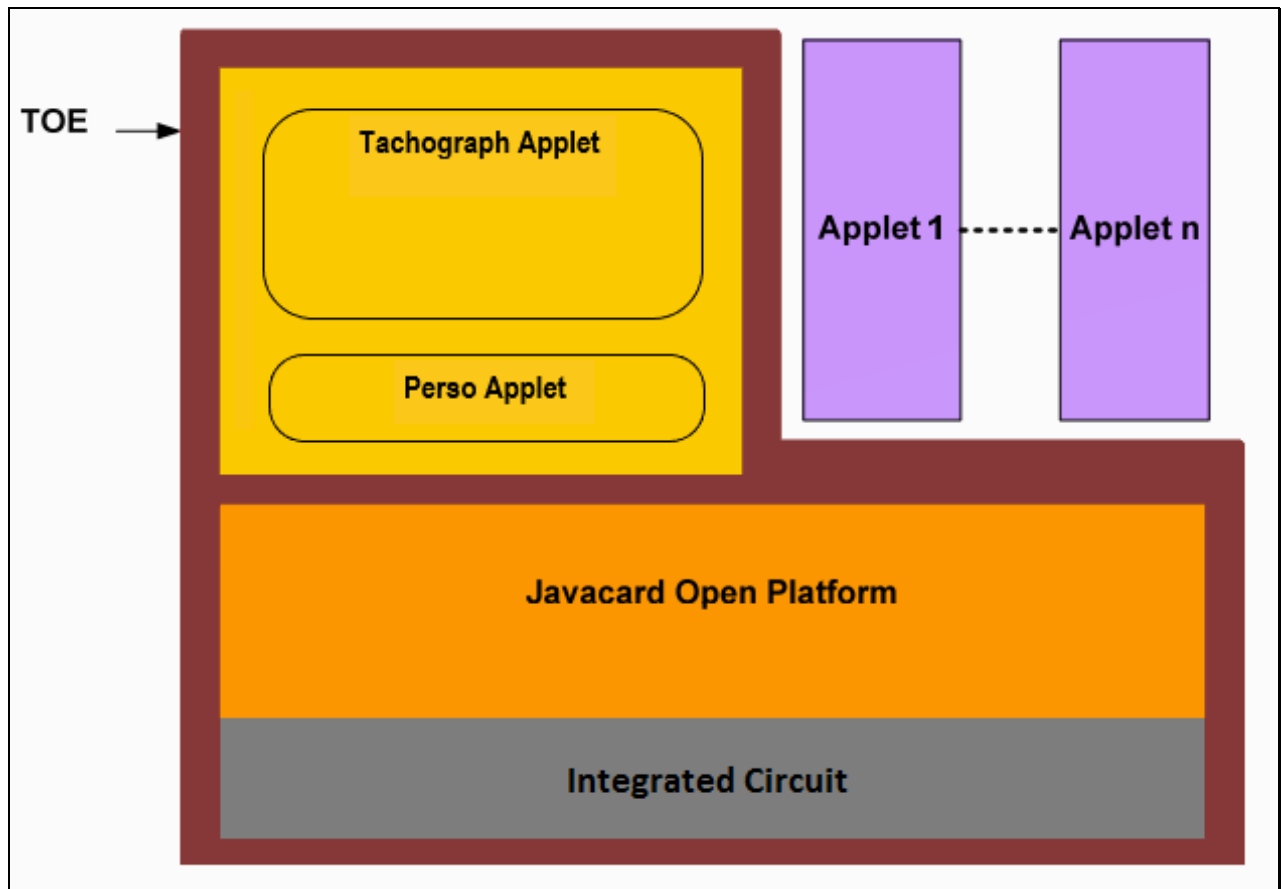 TOE
Tachograph Applet
Perso Applet
Applet 1
Applet n
Javacard Open Platform
Integrated Circuit